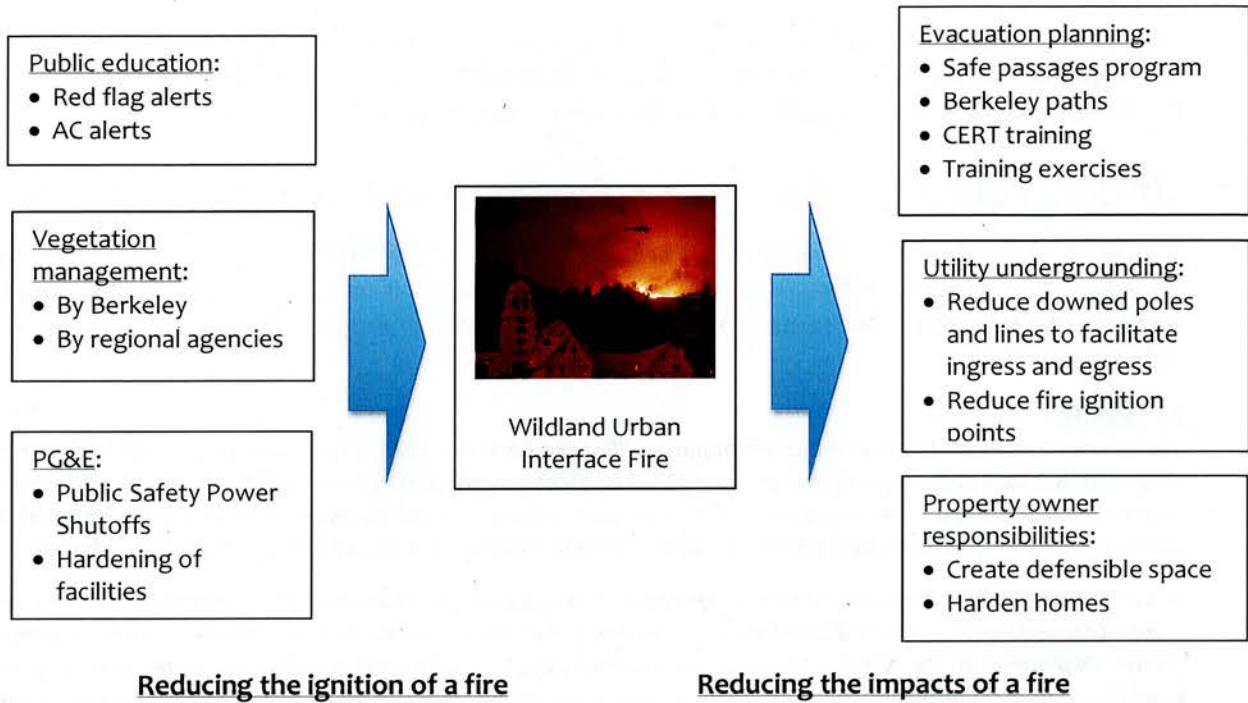 Public education:
• Red flag alerts
• AC alerts
Vegetation
management:
• By Berkeley
• By regional agencies
PG&E:
• Public Safety Power
Shutoffs
• Hardening of
facilities
Wildland Urban
Interface Fire
Evacuation planning:
• Safe passages program
• Berkeley paths
• CERT training
• Training exercises
Utility undergrounding:
• Reduce downed poles
and lines to facilitate
ingress and egress
• Reduce fire ignition
points
Property owner
responsibilities:
• Create defensible space
• Harden homes
Reducing the ignition of a fire
Reducing the impacts of a fire